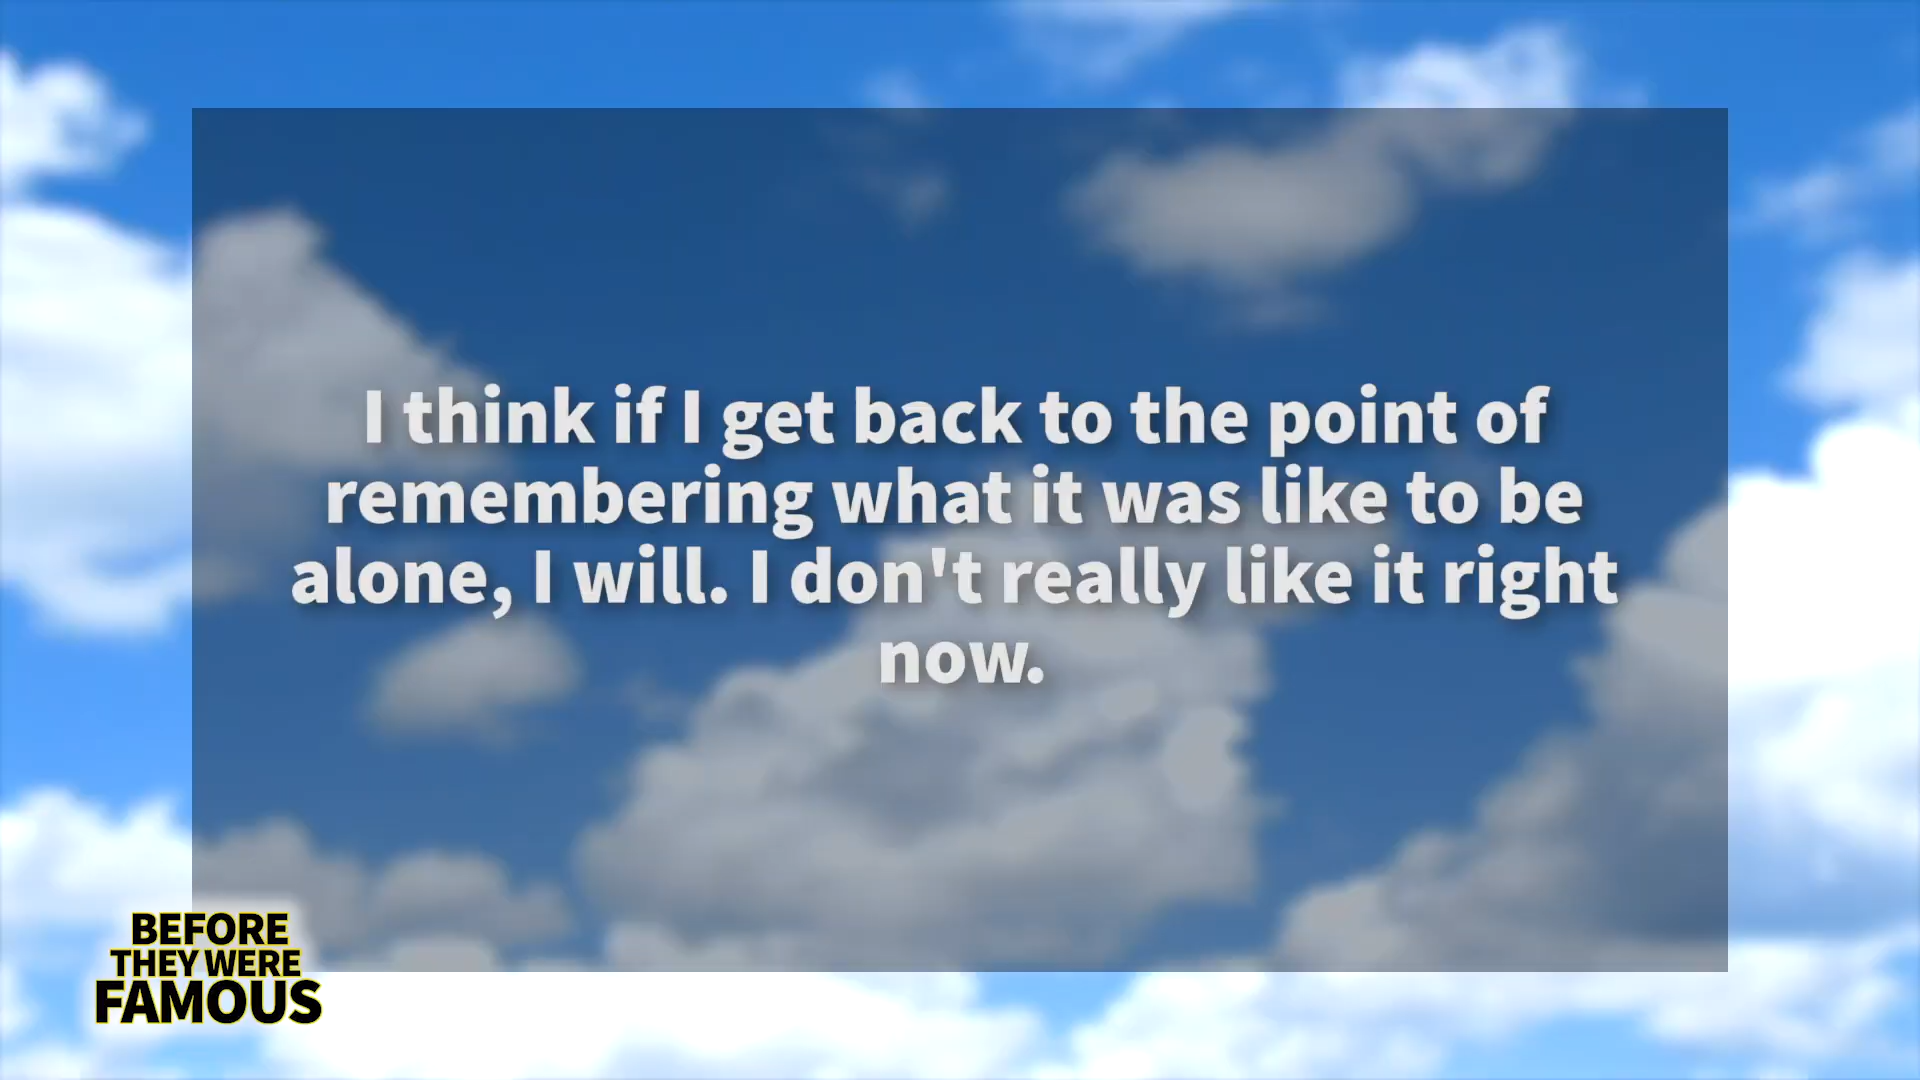 I think if I get back to the point of
remembering what it was like to be
alone, I will. I don't really like it right
now.
BEFORE
THEY WERE
FAMOUS